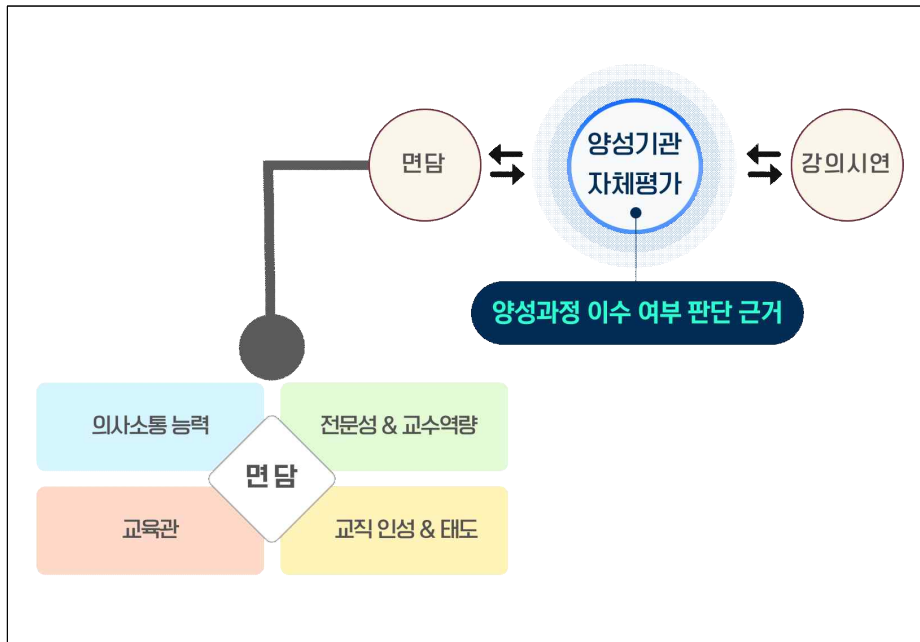 면담
양성기관
자체평가
강의시연
양성과정 이수 여부 판단 근거
의사소통 능력
전문성 & 교수역량
면담
교육관
교직 인성 & 태도